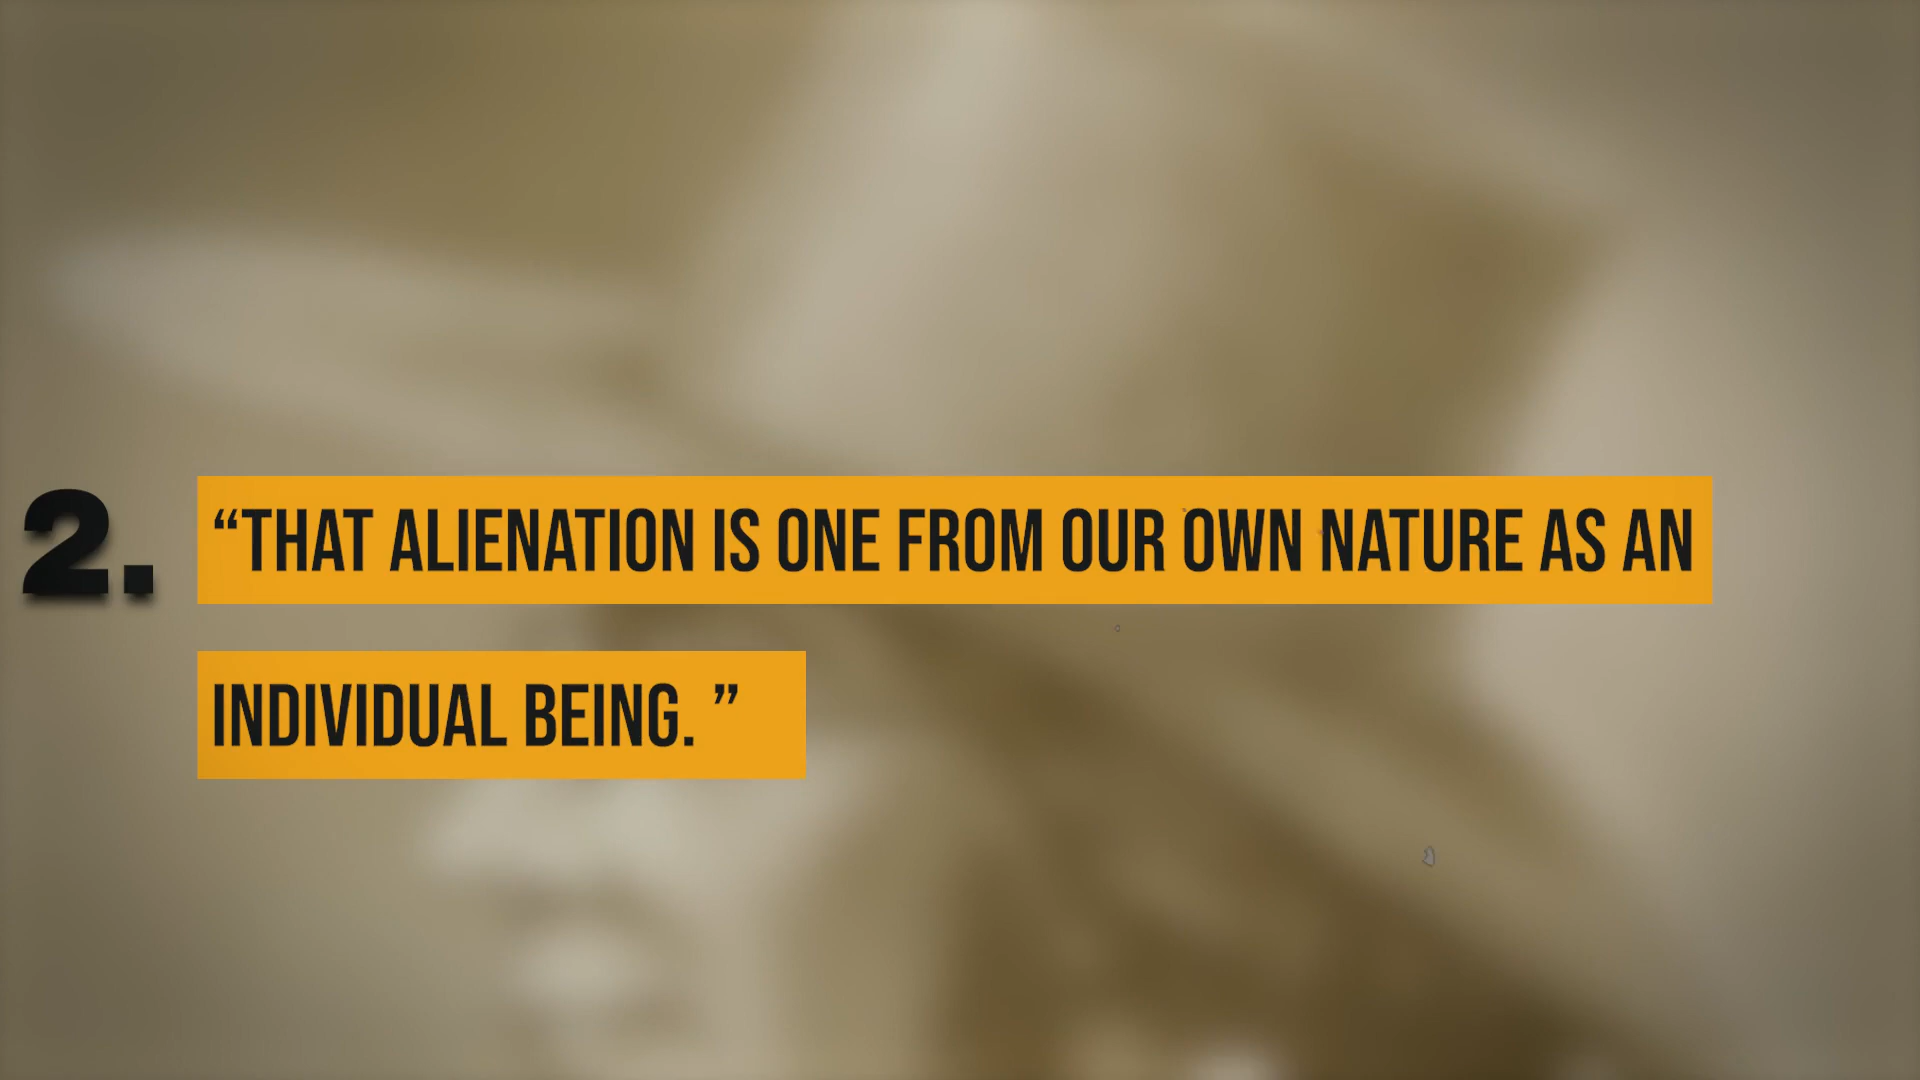 2. “THAT ALIENATION IS ONE FROM OUR OWN NATURE AS AN
INDIVIDUAL BEING. ”